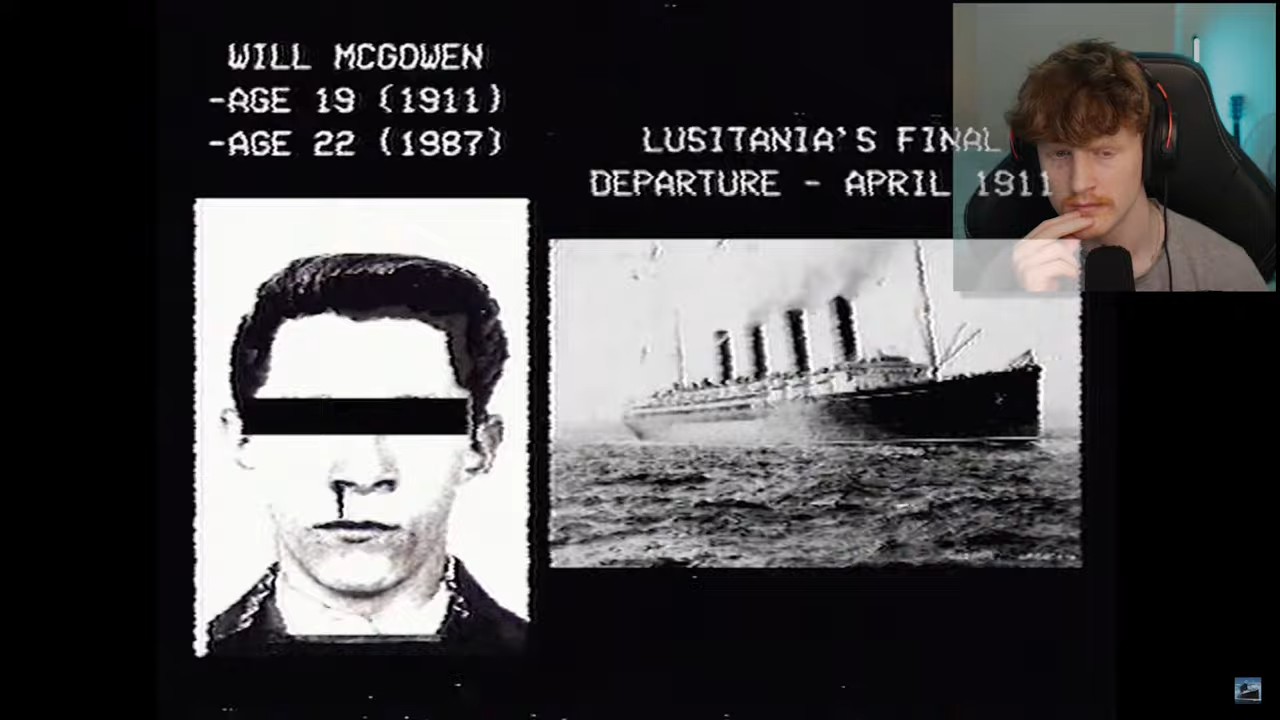 WILL MCGOWEN
-AGE 19 (1911)
-AGE 22 (1987)
LUSITANIA'S FINAL
DEPARTURE - APRIL 1911